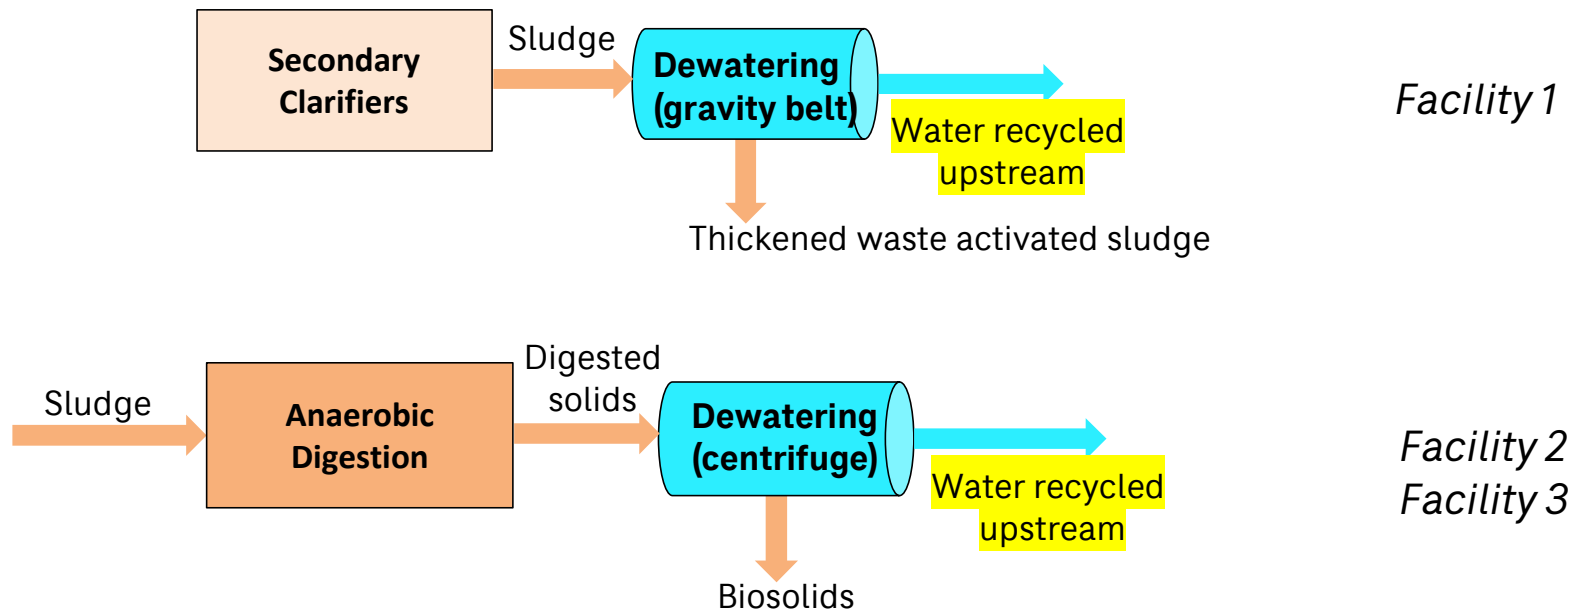 Secondary
Clarifiers
Sludge
Dewatering
(gravity belt)
Water recycled
upstream
Thickened waste activated sludge
Facility 1
Sludge
Anaerobic
Digestion
Digested
solids
Dewatering
(centrifuge)
Water recycled
upstream
Biosolids
Facility 2
Facility 3